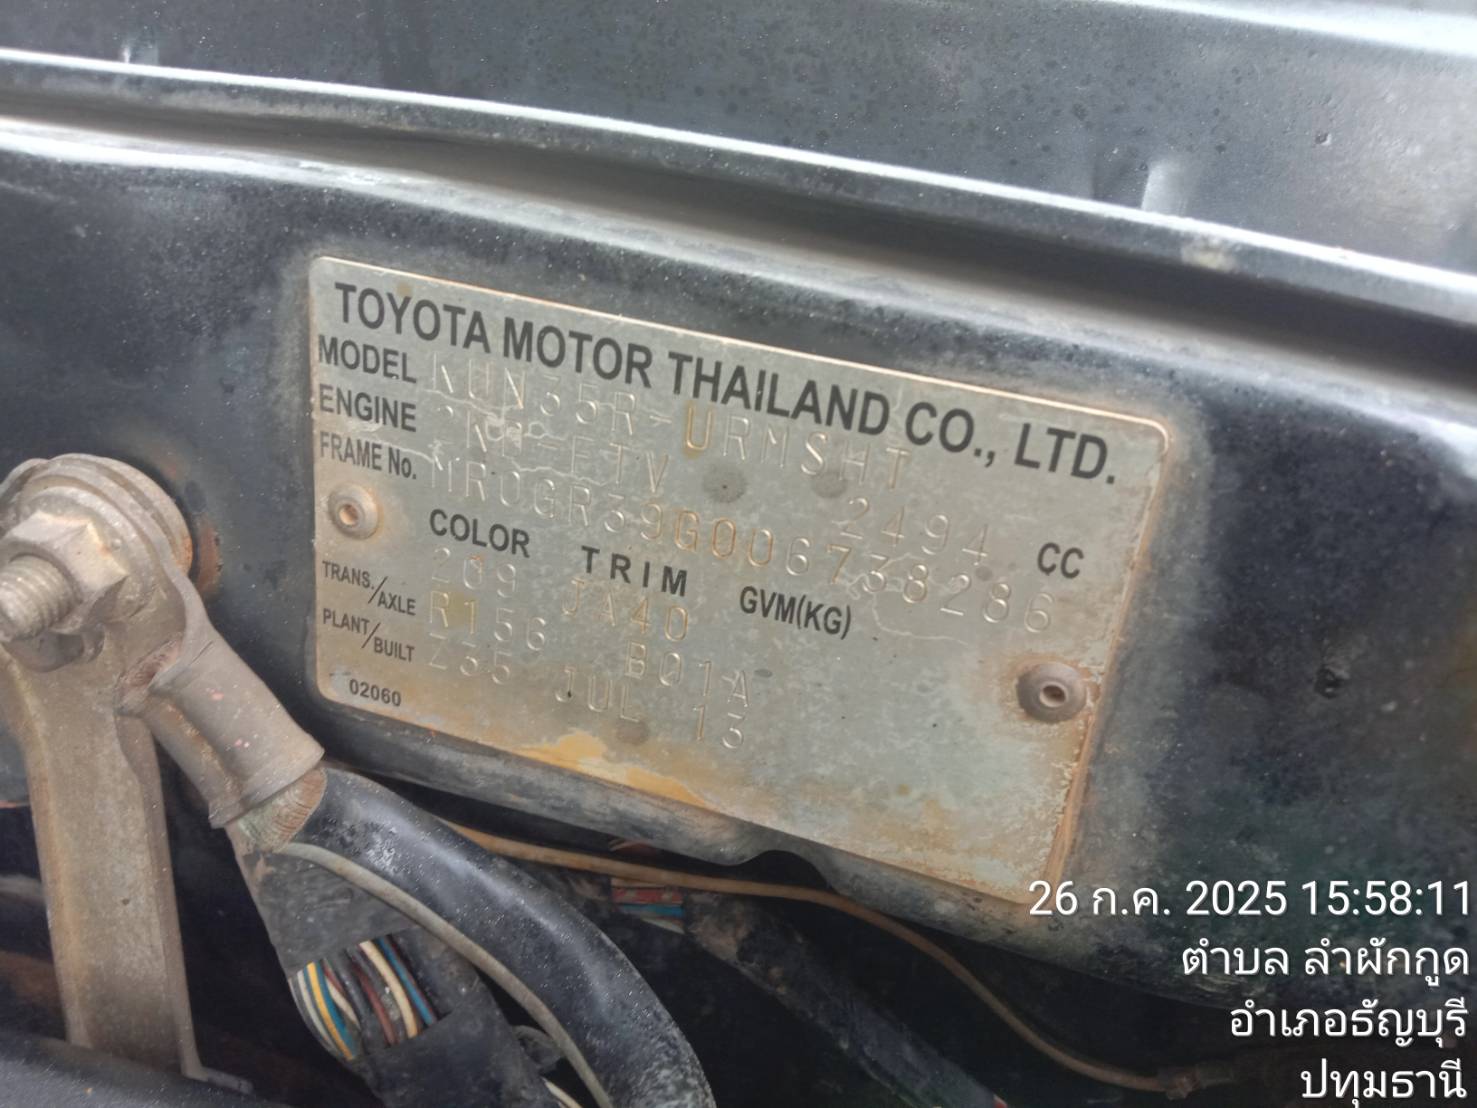 TOYOTA MOTOR THAILAND CO., LTD.
MODEL KUN35R-URMSHT
ENGINE 2KD-FTV 2494 CC
FRAME No. MR0GR39G006738286
COLOR TRIM GVM(KG)
209 JA40
TRANS./AXLE R156 B01A
PLANT/BUILT Z35 JUL 13
02060
26 ก.ค. 2025 15:58:11
ตำบล ลำผักกูด
อำเภอธัญบุรี
ปทุมธานี